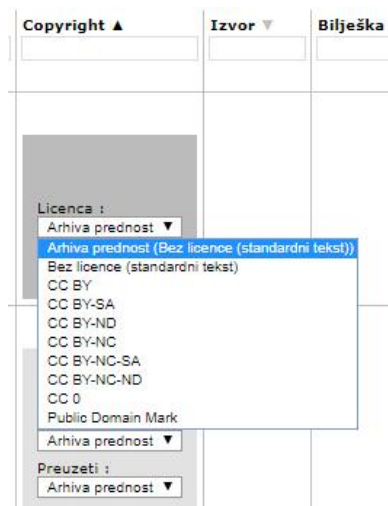 Copyright ▲ Izvor ▼ Bilješka
Licenca :
Arhiva prednost ▼
Arhiva prednost (Bez licence (standardni tekst))
Bez licence (standardni tekst)
CC BY
CC BY-SA
CC BY-ND
CC BY-NC
CC BY-NC-SA
CC BY-NC-ND
CC 0
Public Domain Mark
Arhiva prednost ▼
Preuzeti :
Arhiva prednost ▼